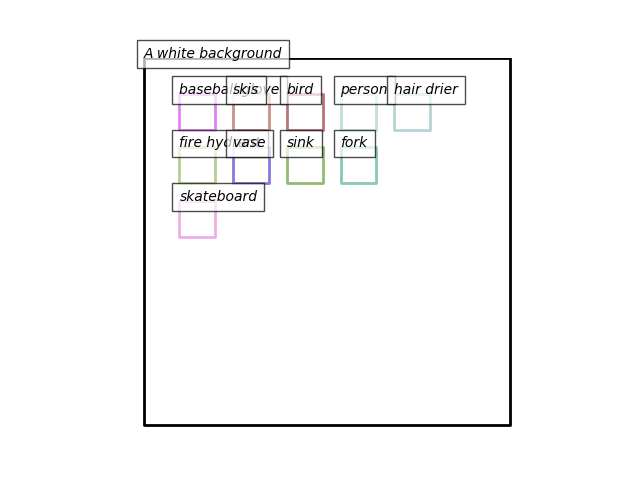 A white background
baseball glove skis bird person hair drier
fire hydrant vase sink fork
skateboard